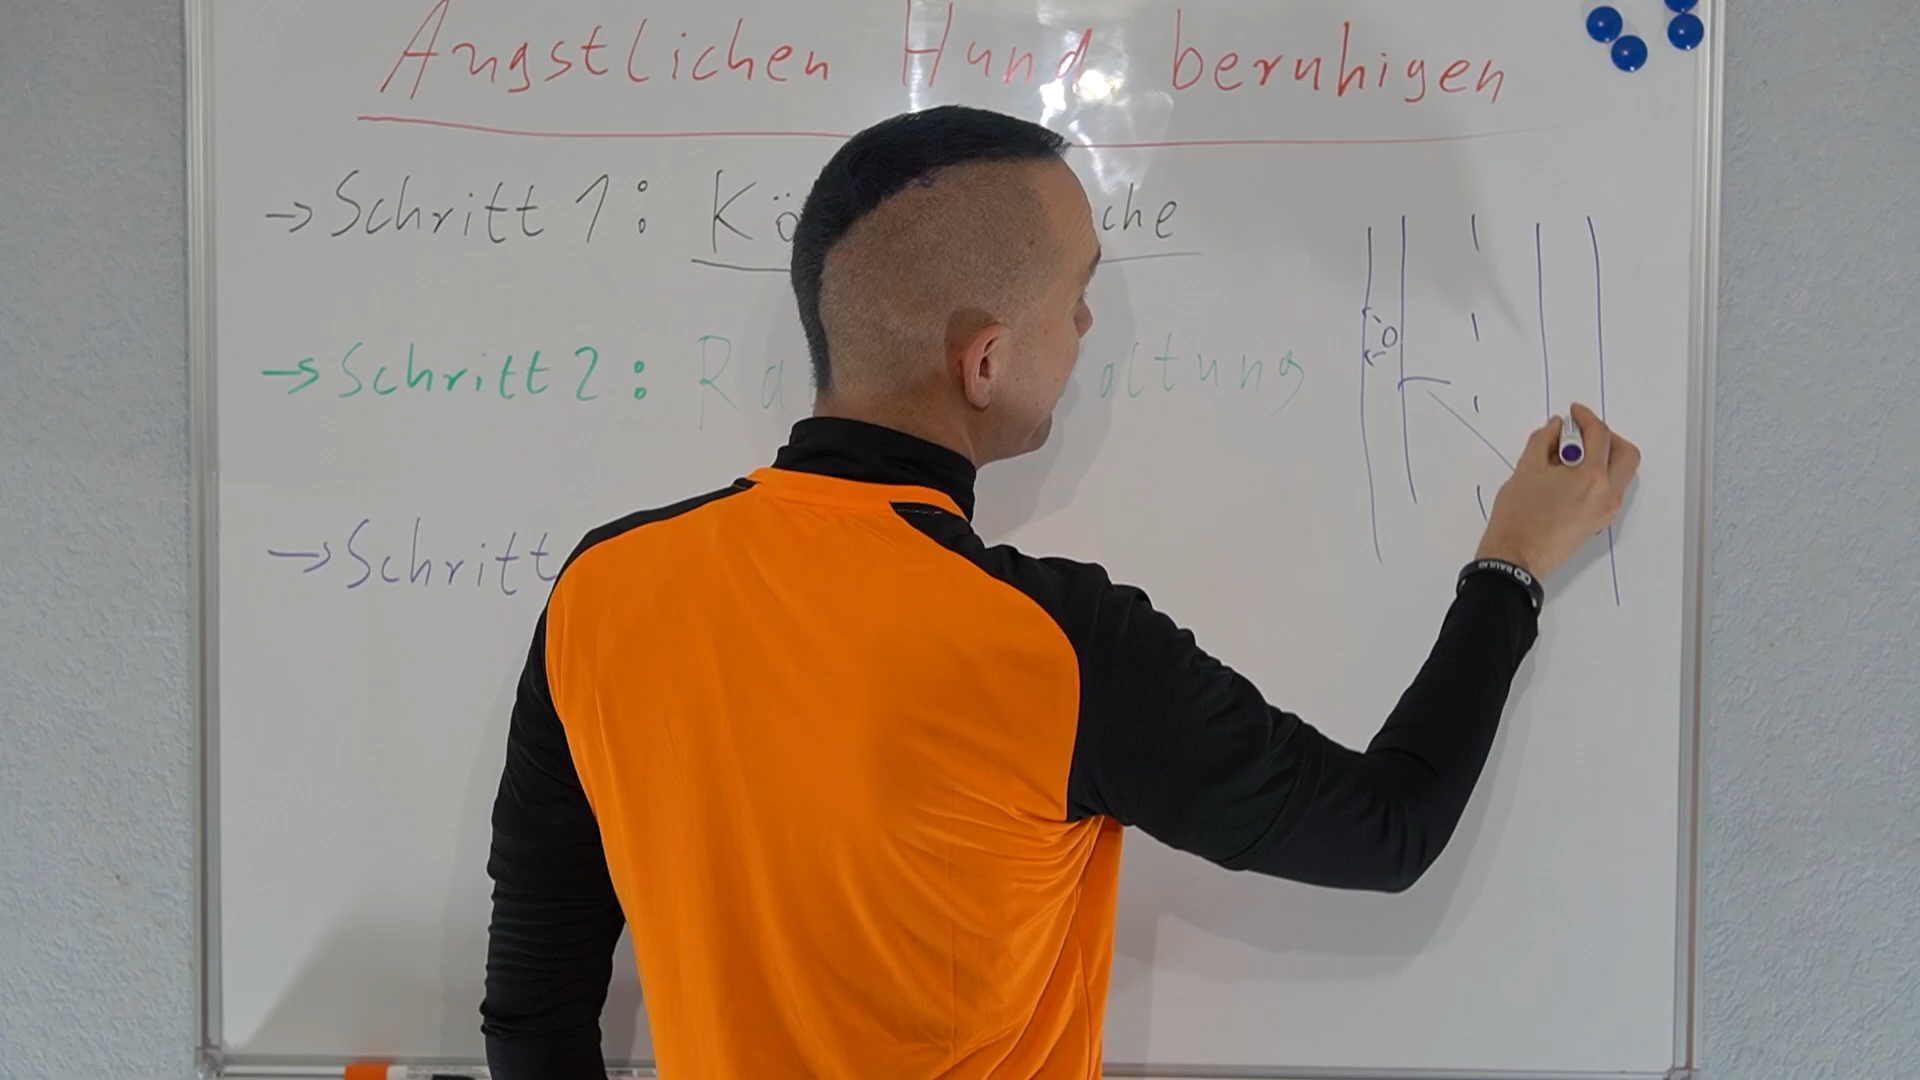 Ängstlichen Hund beruhigen
→ Schritt 1: Kö che
→ Schritt 2: Ra altung
→ Schritt